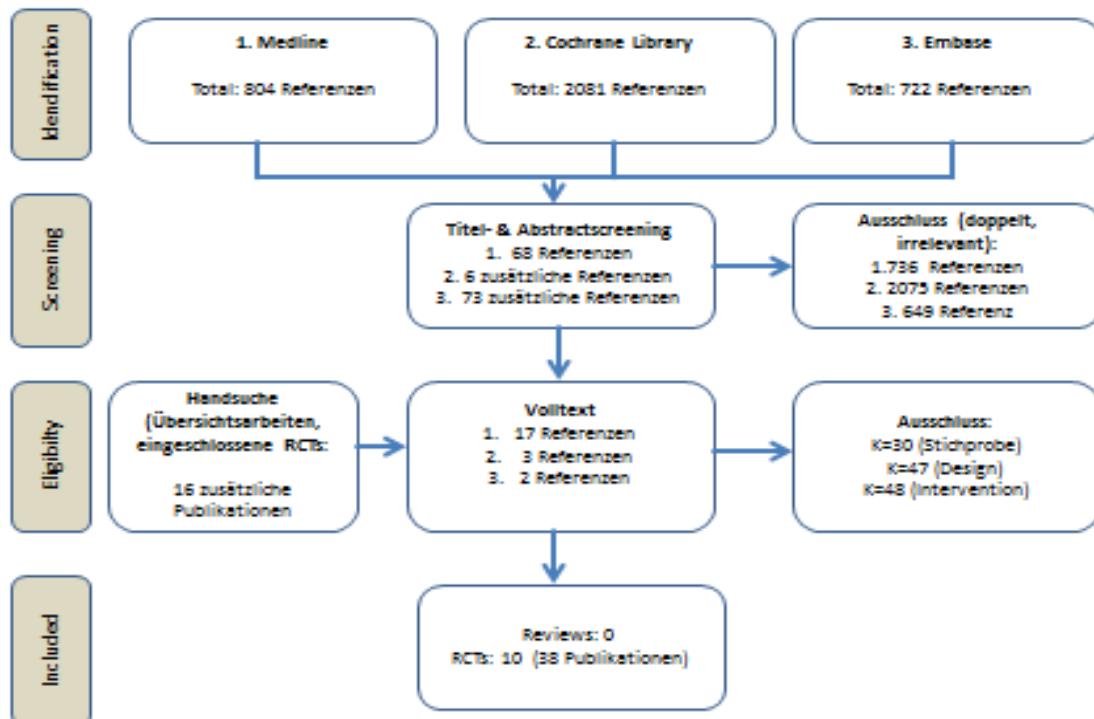 Idendification
1. Medline
Total: 804 Referenzen
2. Cochrane Library
Total: 2081 Referenzen
3. Embase
Total: 722 Referenzen
Screening
Titel- & Abstractscreening
1. 68 Referenzen
2. 6 zusätzliche Referenzen
3. 73 zusätzliche Referenzen
Ausschluss (doppelt,
irrelevant):
1.736 Referenzen
2. 2075 Referenzen
3. 649 Referenz
Eligibilty
Handsuche
(Übersichtsarbeiten,
eingeschlossene RCTs:
16 zusätzliche
Publikationen
Volltext
1. 17 Referenzen
2. 3 Referenzen
3. 2 Referenzen
Ausschluss:
K=30 (Stichprobe)
K=47 (Design)
K=48 (Intervention)
Included
Reviews: 0
RCTs: 10 (38 Publikationen)